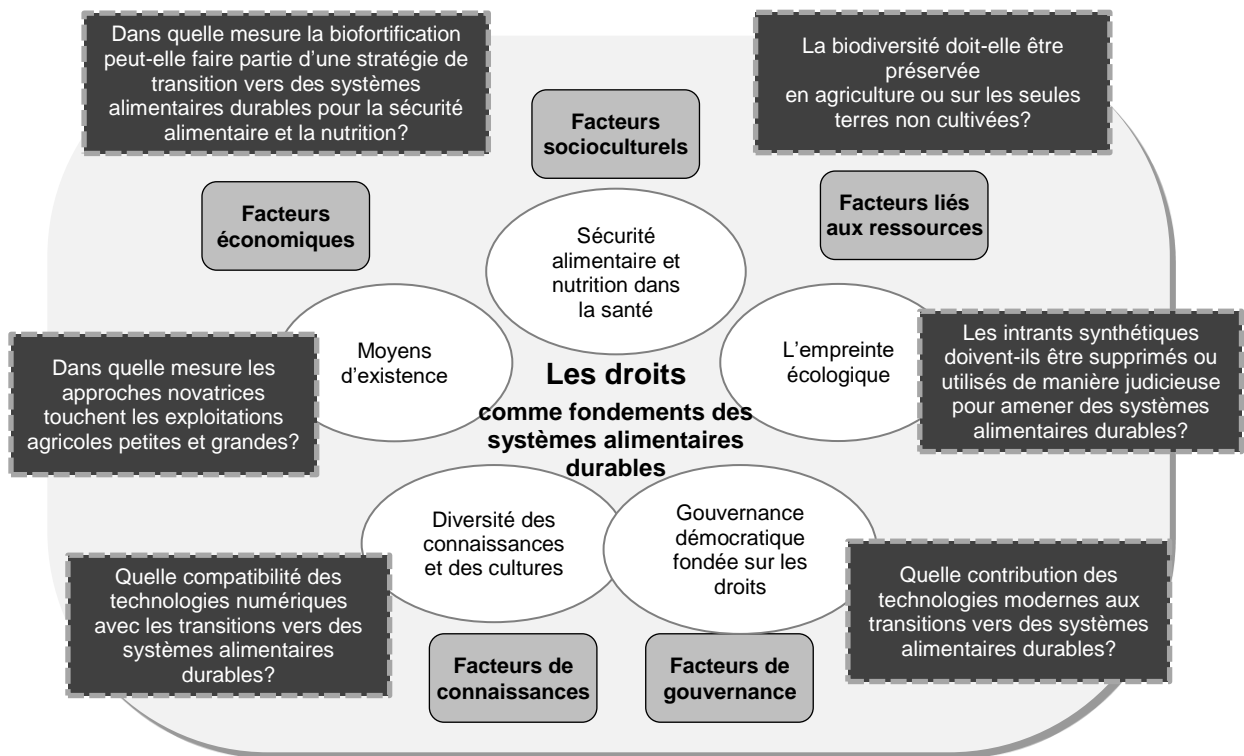 Dans quelle mesure la biofortification
peut-elle faire partie d'une stratégie de
transition vers des systèmes
alimentaires durables pour la sécurité
alimentaire et la nutrition?
La biodiversité doit-elle être
préservée
en agriculture ou sur les seules
terres non cultivées?
Facteurs
socioculturels
Facteurs
économiques
Facteurs liés
aux ressources
Sécurité
alimentaire et
nutrition dans
la santé
Moyens
d'existence
L'empreinte
écologique
Dans quelle mesure les
approches novatrices
touchent les exploitations
agricoles petites et grandes?
Les droits
comme fondements des
systèmes alimentaires
durables
Les intrants synthétiques
doivent-ils être supprimés ou
utilisés de manière judicieuse
pour amener des systèmes
alimentaires durables?
Diversité des
connaissances
et des cultures
Gouvernance
démocratique
fondée sur les
droits
Quelle compatibilité des
technologies numériques
avec les transitions vers des
systèmes alimentaires
durables?
Quelle contribution des
technologies modernes aux
transitions vers des systèmes
alimentaires durables?
Facteurs de
connaissances
Facteurs de
gouvernance